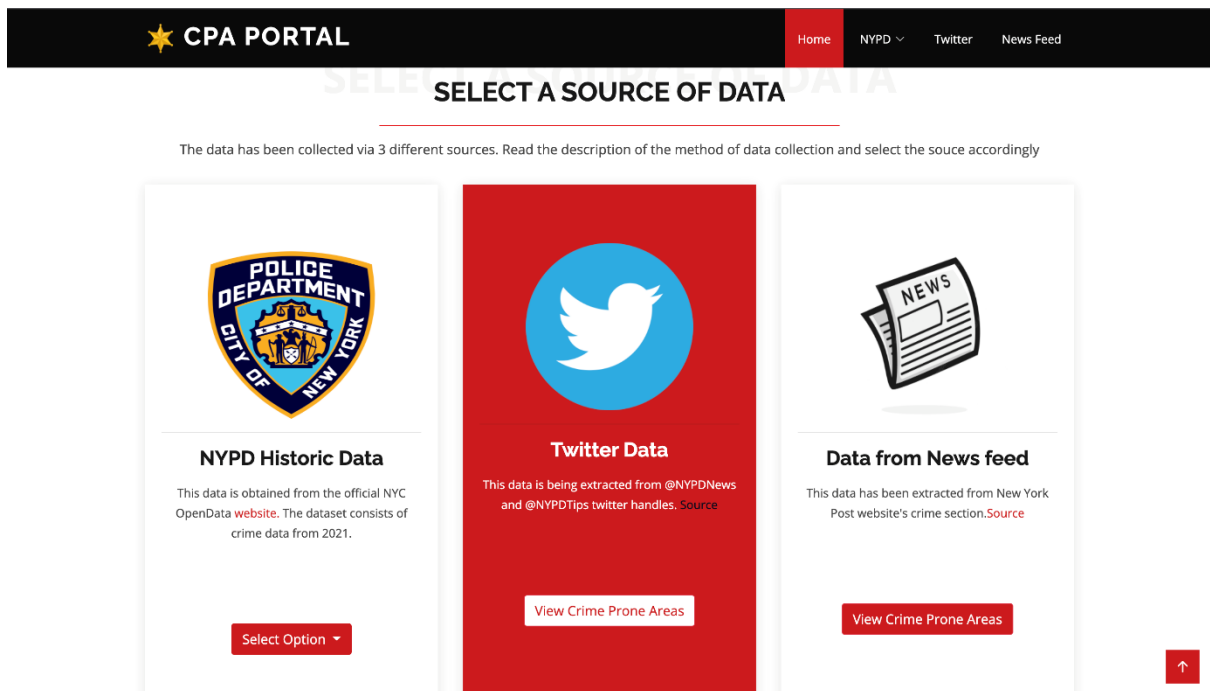 CPA PORTAL
Home NYPD Twitter News Feed
SELECT A SOURCE OF DATA
SELECT A SOURCE OF DATA
The data has been collected via 3 different sources. Read the description of the method of data collection and select the souce accordingly
POLICE
DEPARTMENT
CITY OF
NEW YORK
NYPD Historic Data
This data is obtained from the official NYC
OpenData website. The dataset consists of
crime data from 2021.
Select Option
Twitter Data
This data is being extracted from @NYPDNews
and @NYPDTips twitter handles. Source
View Crime Prone Areas
NEWS
Data from News feed
This data has been extracted from New York
Post website's crime section.Source
View Crime Prone Areas